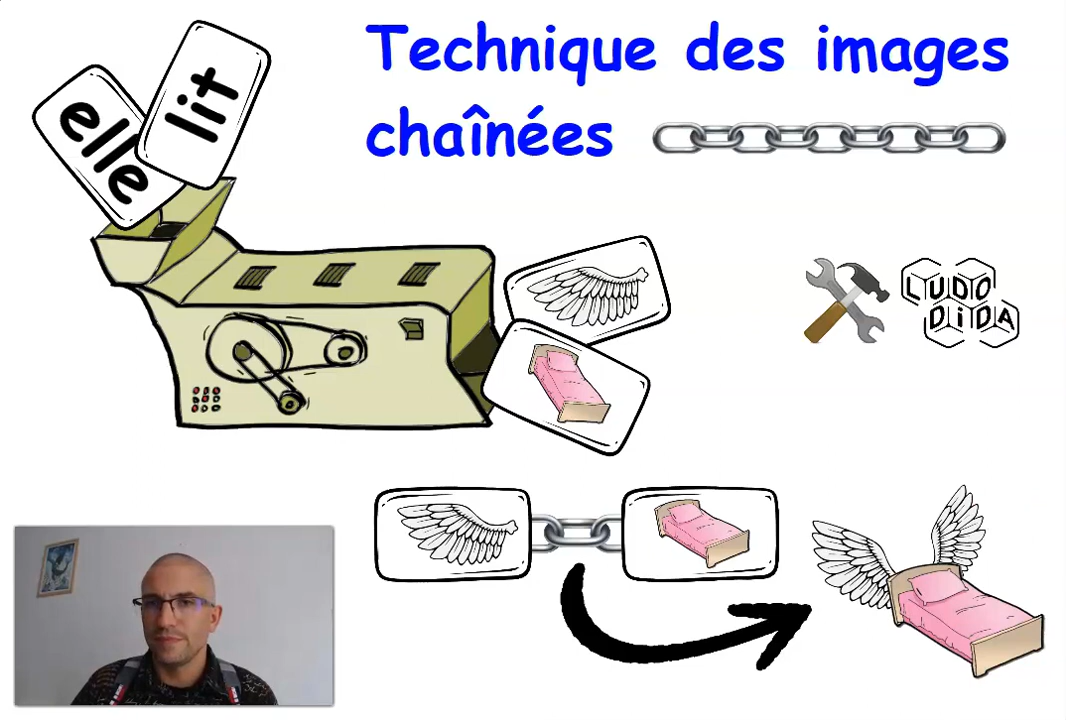 Technique des images
chaînées
elle
lit
LUDO
DiDA